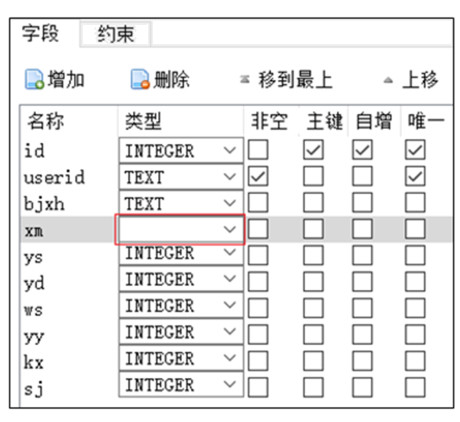 字段 约束
增加 删除 移到最上 上移
名称 类型 非空 主键 自增 唯一
id INTEGER
userid TEXT
bjxh TEXT
xm
ys INTEGER
yd INTEGER
ws INTEGER
yy INTEGER
kx INTEGER
sj INTEGER